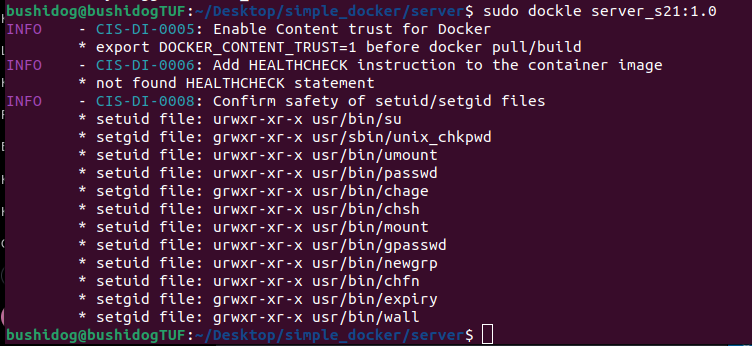 bushidog@bushidogTUF:~/Desktop/simple_docker/server$ sudo dockle server_s21:1.0
INFO    - CIS-DI-0005: Enable Content trust for Docker
        * export DOCKER_CONTENT_TRUST=1 before docker pull/build
INFO    - CIS-DI-0006: Add HEALTHCHECK instruction to the container image
        * not found HEALTHCHECK statement
INFO    - CIS-DI-0008: Confirm safety of setuid/setgid files
        * setuid file: urwxr-xr-x usr/bin/su
        * setgid file: grwxr-xr-x usr/sbin/unix_chkpwd
        * setuid file: urwxr-xr-x usr/bin/umount
        * setuid file: urwxr-xr-x usr/bin/passwd
        * setgid file: grwxr-xr-x usr/bin/chage
        * setuid file: urwxr-xr-x usr/bin/chsh
        * setuid file: urwxr-xr-x usr/bin/mount
        * setuid file: urwxr-xr-x usr/bin/gpasswd
        * setuid file: urwxr-xr-x usr/bin/newgrp
        * setuid file: urwxr-xr-x usr/bin/chfn
        * setgid file: grwxr-xr-x usr/bin/expiry
        * setgid file: grwxr-xr-x usr/bin/wall
bushidog@bushidogTUF:~/Desktop/simple_docker/server$